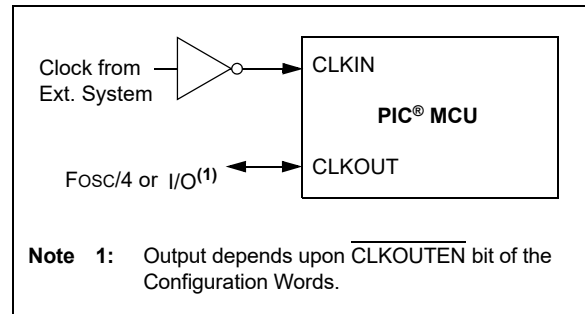 Clock from
Ext. System
CLKIN
PIC® MCU
FOSC/4 or I/O(1)
CLKOUT
Note 1: Output depends upon CLKOUTEN bit of the
Configuration Words.